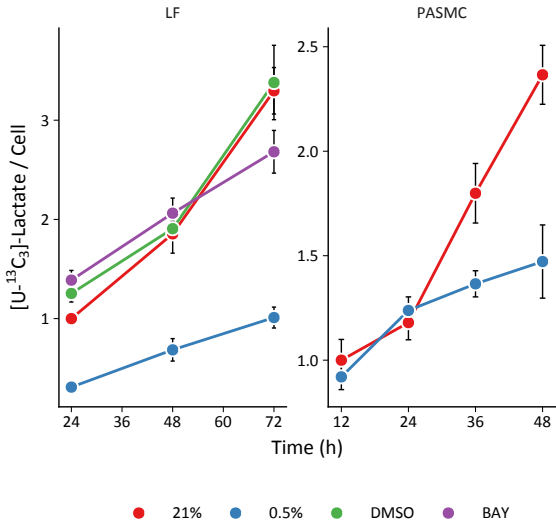 LF
PASMC
[U-¹³C₃]-Lactate / Cell
3
2
1
2.5
2.0
1.5
1.0
24 36 48 60 72
12 24 36 48
Time (h)
21% 0.5% DMSO BAY